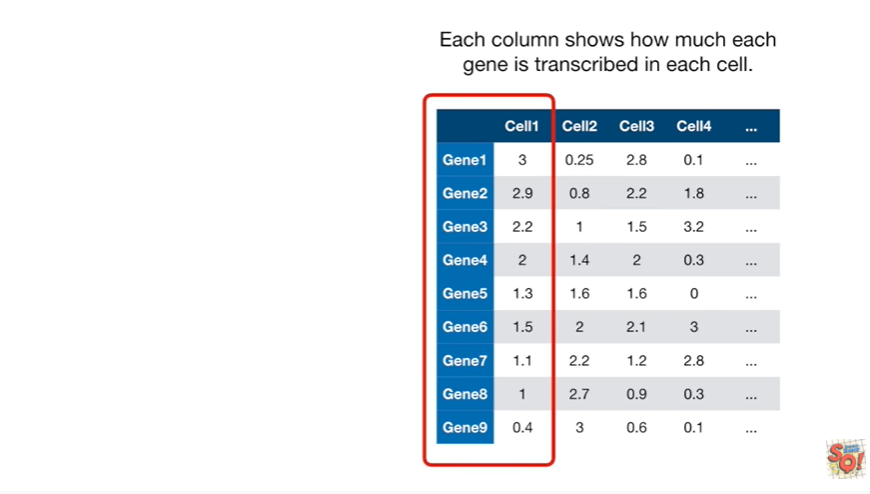 Each column shows how much each
gene is transcribed in each cell.
Cell1 Cell2 Cell3 Cell4 ...
Gene1 3 0.25 2.8 0.1 ...
Gene2 2.9 0.8 2.2 1.8 ...
Gene3 2.2 1 1.5 3.2 ...
Gene4 2 1.4 2 0.3 ...
Gene5 1.3 1.6 1.6 0 ...
Gene6 1.5 2 2.1 3 ...
Gene7 1.1 2.2 1.2 2.8 ...
Gene8 1 2.7 0.9 0.3 ...
Gene9 0.4 3 0.6 0.1 ...
SQ!